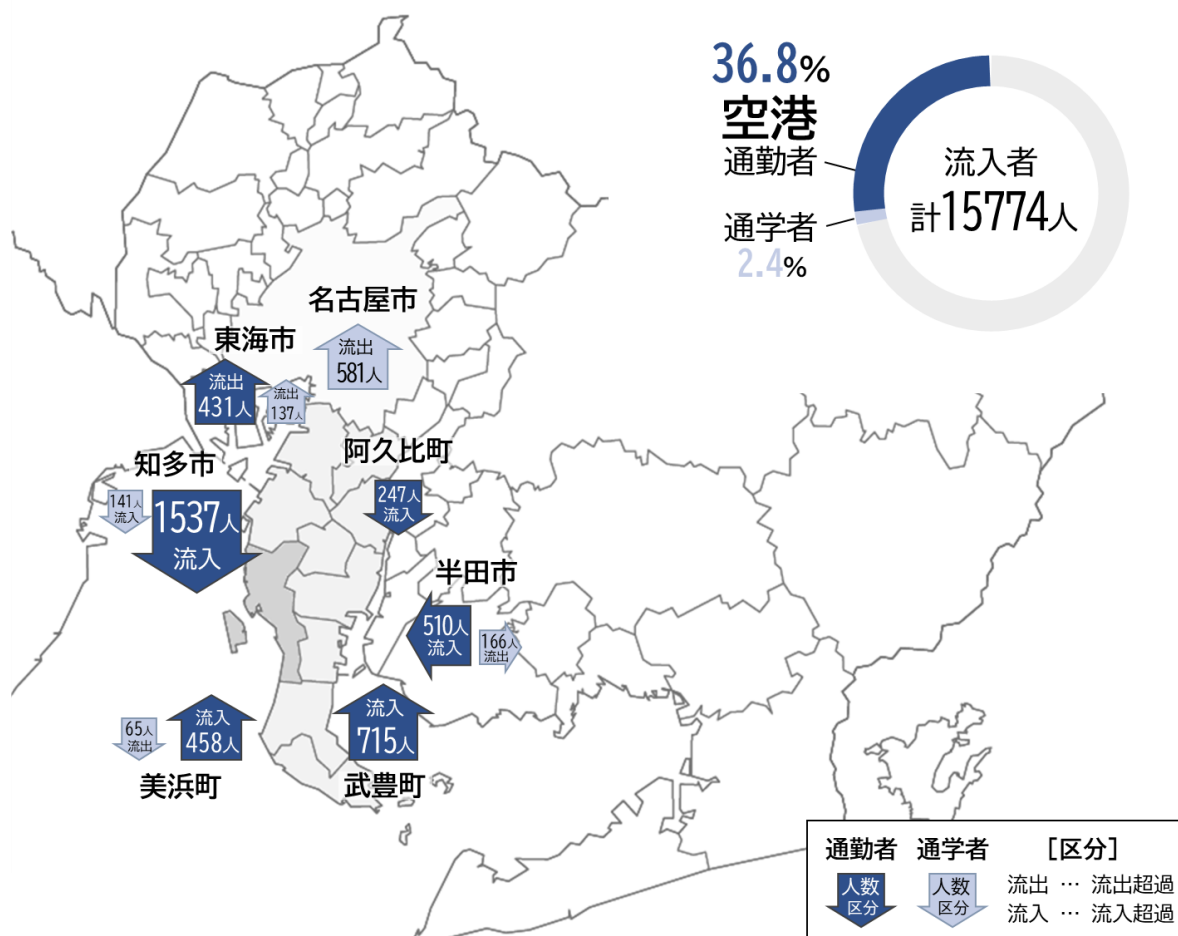 36.8%
空港
通勤者
通学者
2.4%
流入者
計15774人
名古屋市
流出
581人
東海市
流出
431人
流出
137人
知多市
141人
流入
1537人
流入
阿久比町
247人
流入
半田市
510人
流入
166人
流出
65人
流出
流入
458人
美浜町
流入
715人
武豊町
通勤者 通学者 [区分]
人数
区分
人数
区分
流出 … 流出超過
流入 … 流入超過